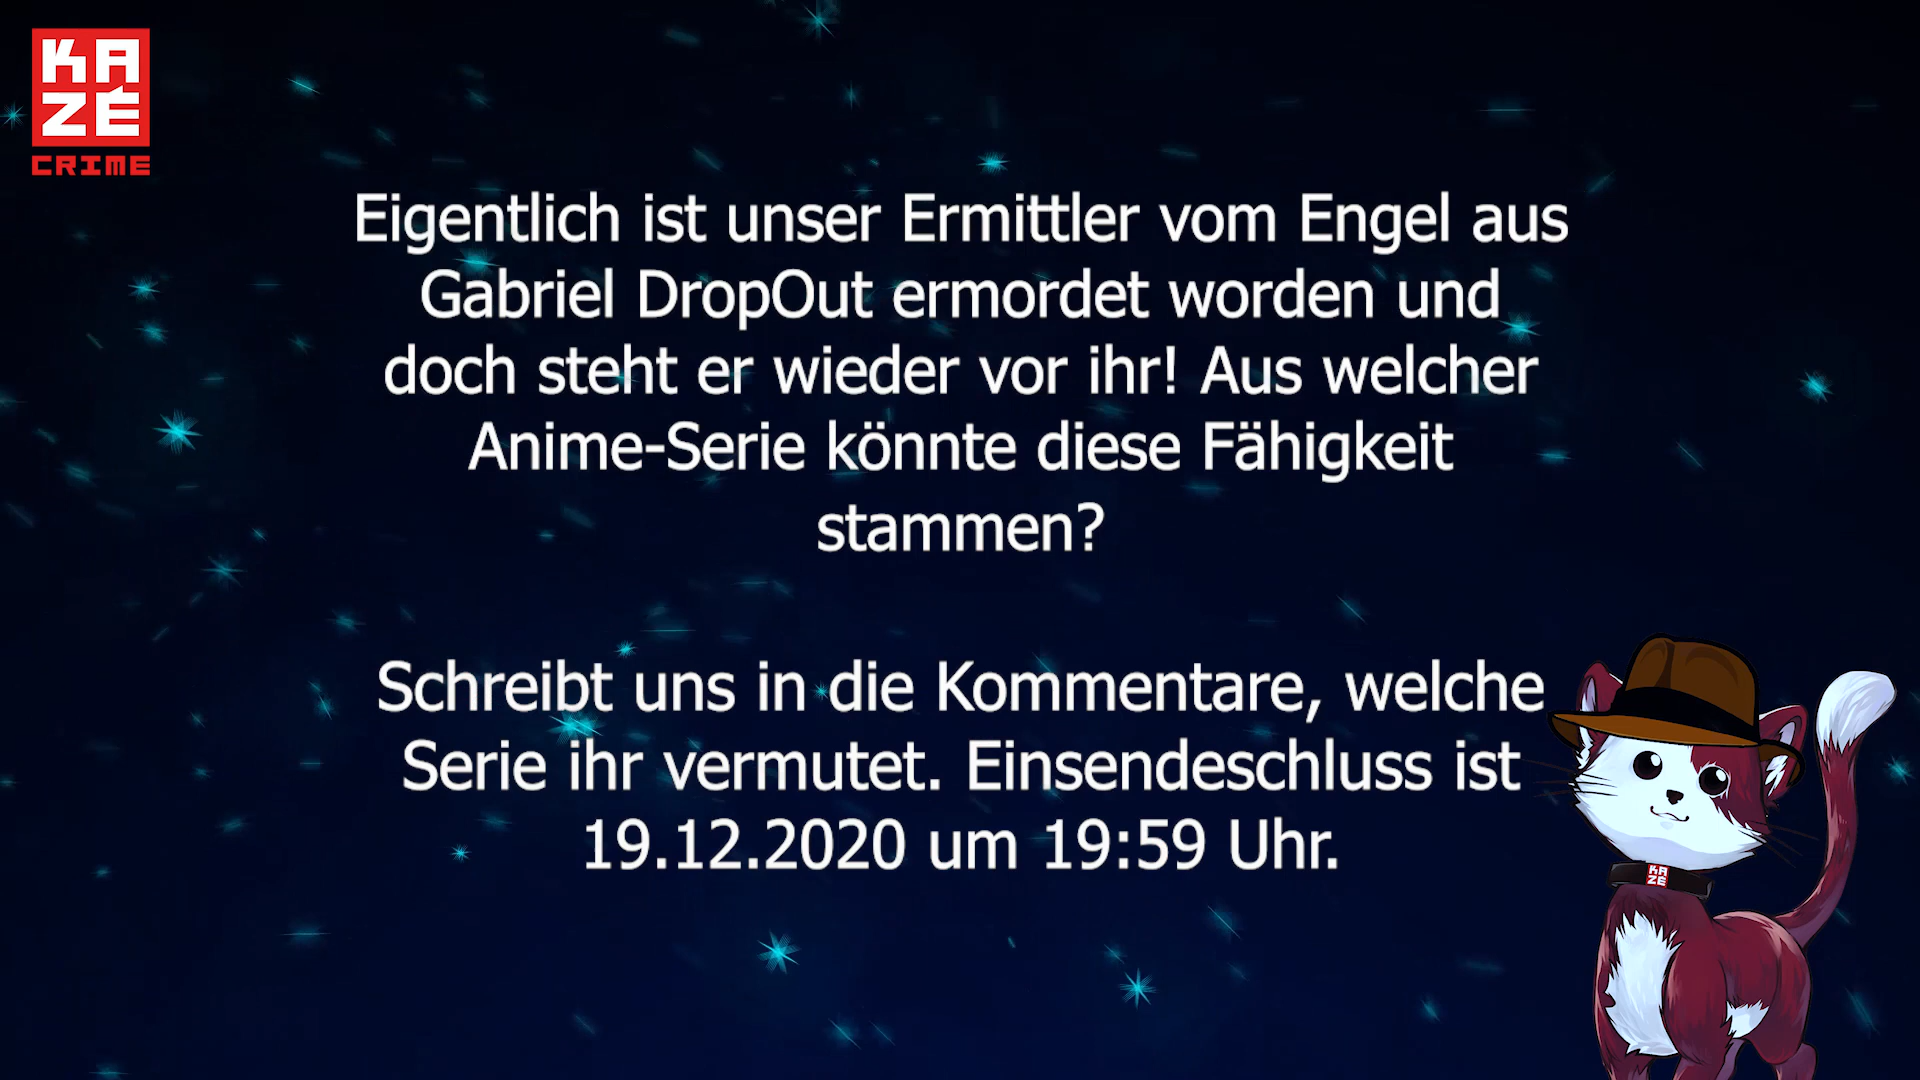 KA
ZÉ
CRIME
Eigentlich ist unser Ermittler vom Engel aus
Gabriel DropOut ermordet worden und
doch steht er wieder vor ihr! Aus welcher
Anime-Serie könnte diese Fähigkeit
stammen?
Schreibt uns in die Kommentare, welche
Serie ihr vermutet. Einsendeschluss ist
19.12.2020 um 19:59 Uhr.
KA
ZÉ